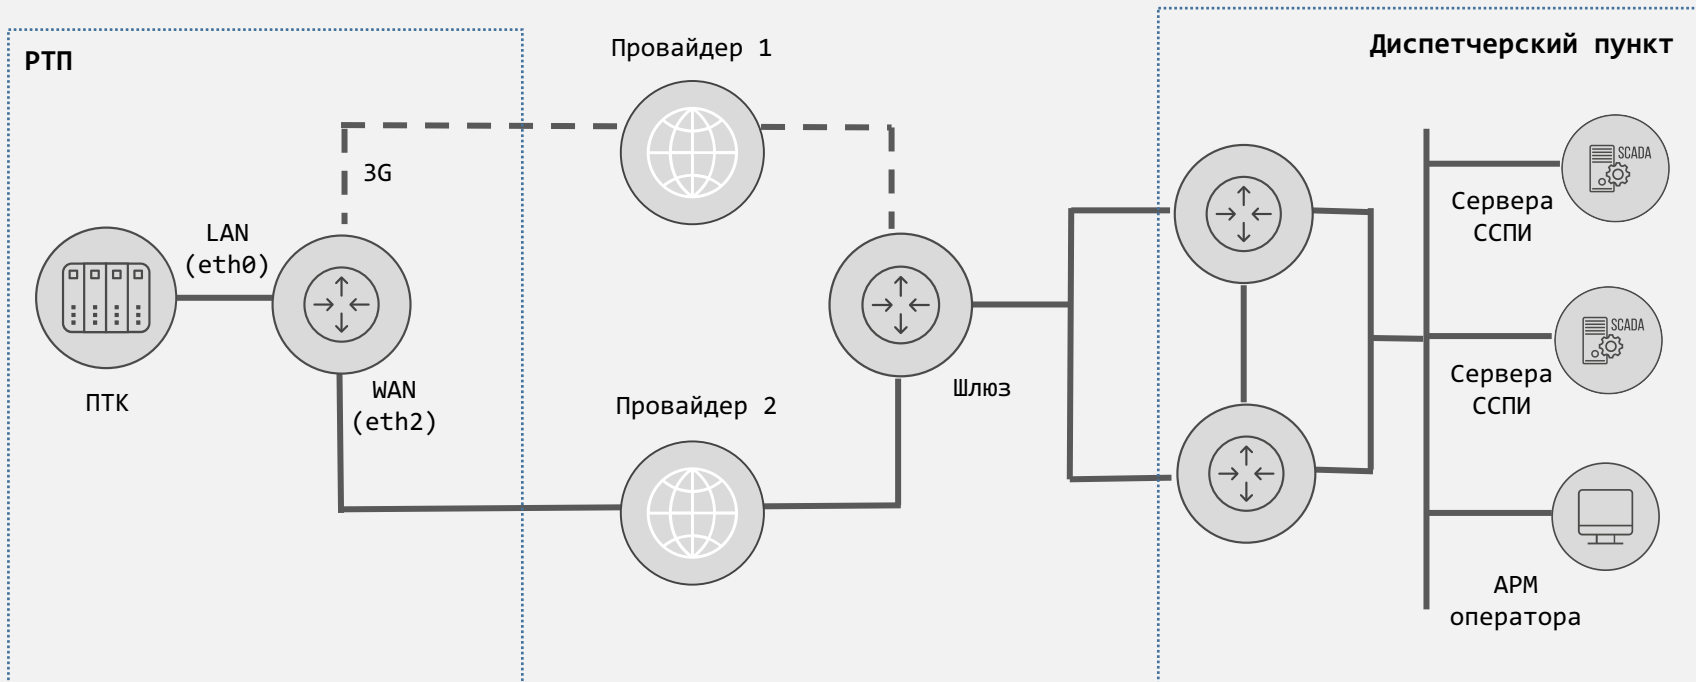 РТП
Провайдер 1
Диспетчерский пункт
3G
LAN
(eth0)
ПТК
WAN
(eth2)
Провайдер 2
Шлюз
SCADA
Сервера
ССПИ
SCADA
Сервера
ССПИ
АРМ
оператора